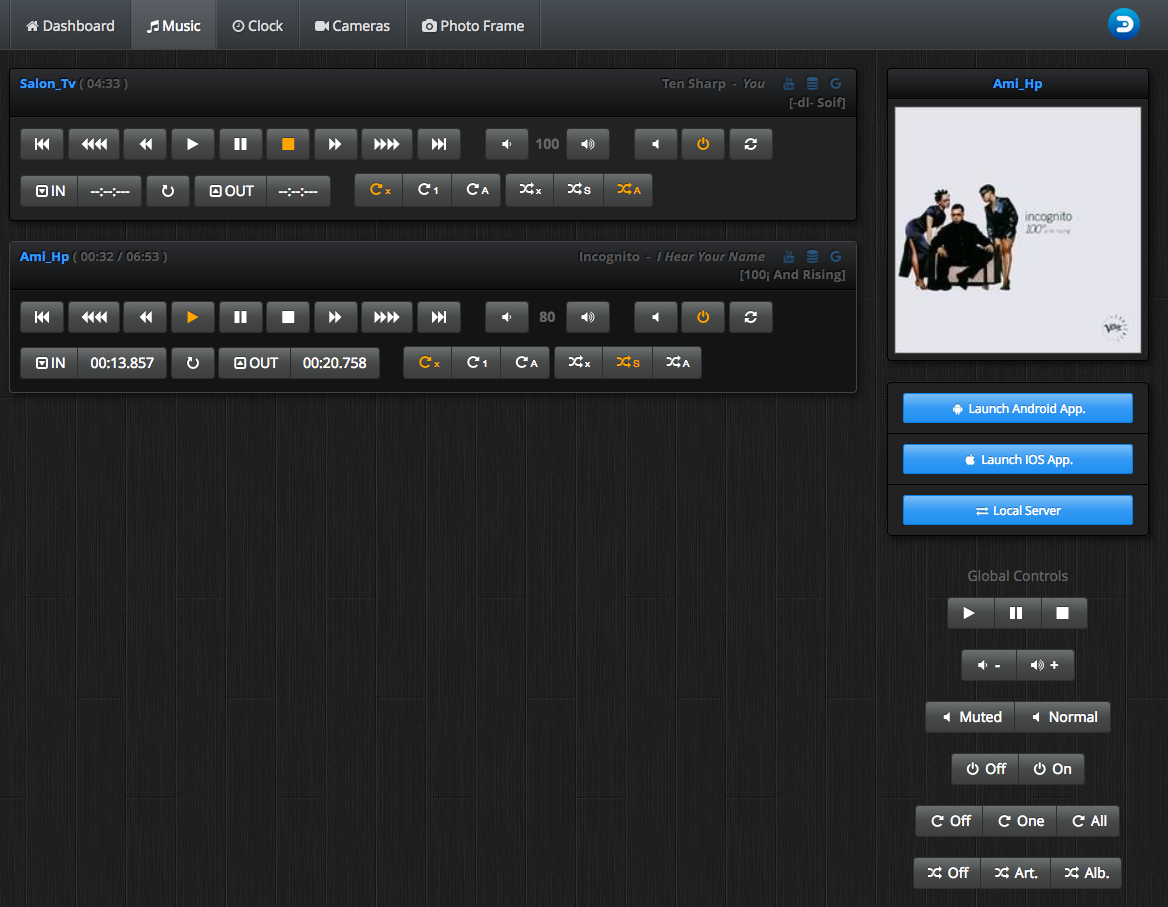 Dashboard Music Clock Cameras Photo Frame
Salon_Tv ( 04:33 ) Ten Sharp - You
[-dl- Soif]
100
IN --:--:--- OUT --:--:--- x 1 A x S A
Ami_Hp ( 00:32 / 06:53 ) Incognito - I Hear Your Name
[100¡ And Rising]
80
IN 00:13.857 OUT 00:20.758 x 1 A x S A
Ami_Hp
incognito
100° and rising
Verve
Launch Android App.
Launch IOS App.
Local Server
Global Controls
- +
Muted Normal
Off On
Off One All
Off Art. Alb.